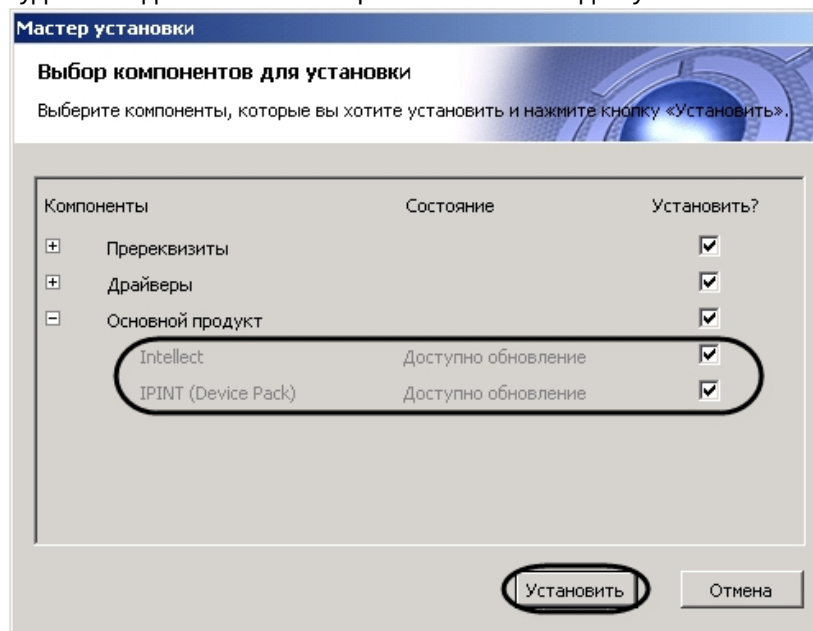 Мастер установки
Выбор компонентов для установки
Выберите компоненты, которые вы хотите установить и нажмите кнопку «Установить».
Компоненты Состояние Установить?
Пререквизиты
Драйверы
Основной продукт
Intellect Доступно обновление
IPINT (Device Pack) Доступно обновление
Установить Отмена